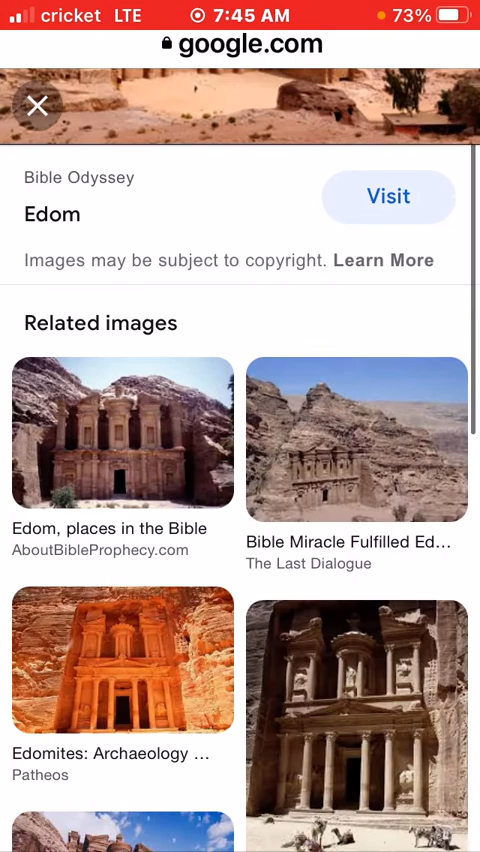 cricket LTE 7:45 AM 73%
google.com
Bible Odyssey
Edom
Visit
Images may be subject to copyright. Learn More
Related images
Edom, places in the Bible
AboutBibleProphecy.com
Bible Miracle Fulfilled Ed...
The Last Dialogue
Edomites: Archaeology ...
Patheos